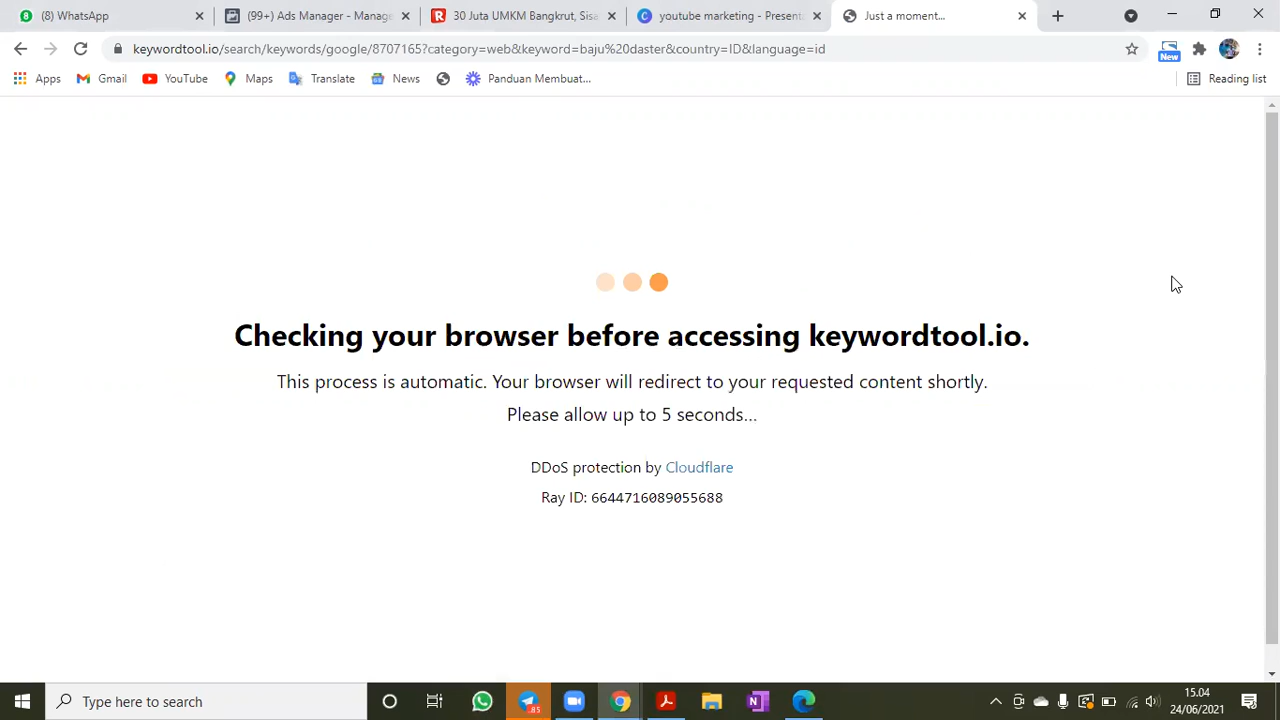 8 (8) WhatsApp
(99+) Ads Manager - Manage
R 30 Juta UMKM Bangkrut, Sise
C youtube marketing - Present
Just a moment...
keywordtool.io/search/keywords/google/8707165?category=web&keyword=baju%20daster&country=ID&language=id
New
Apps
Gmail
YouTube
Maps
Translate
News
Panduan Membuat...
Reading list
Checking your browser before accessing keywordtool.io.
This process is automatic. Your browser will redirect to your requested content shortly.
Please allow up to 5 seconds...
DDoS protection by Cloudflare
Ray ID: 6644716089055688
Type here to search
85
N
15.04
24/06/2021